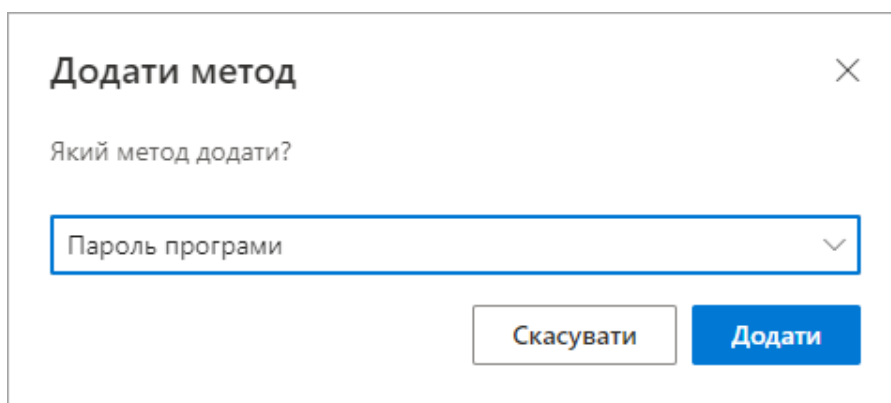 Додати метод
Який метод додати?
Пароль програми
Скасувати Додати